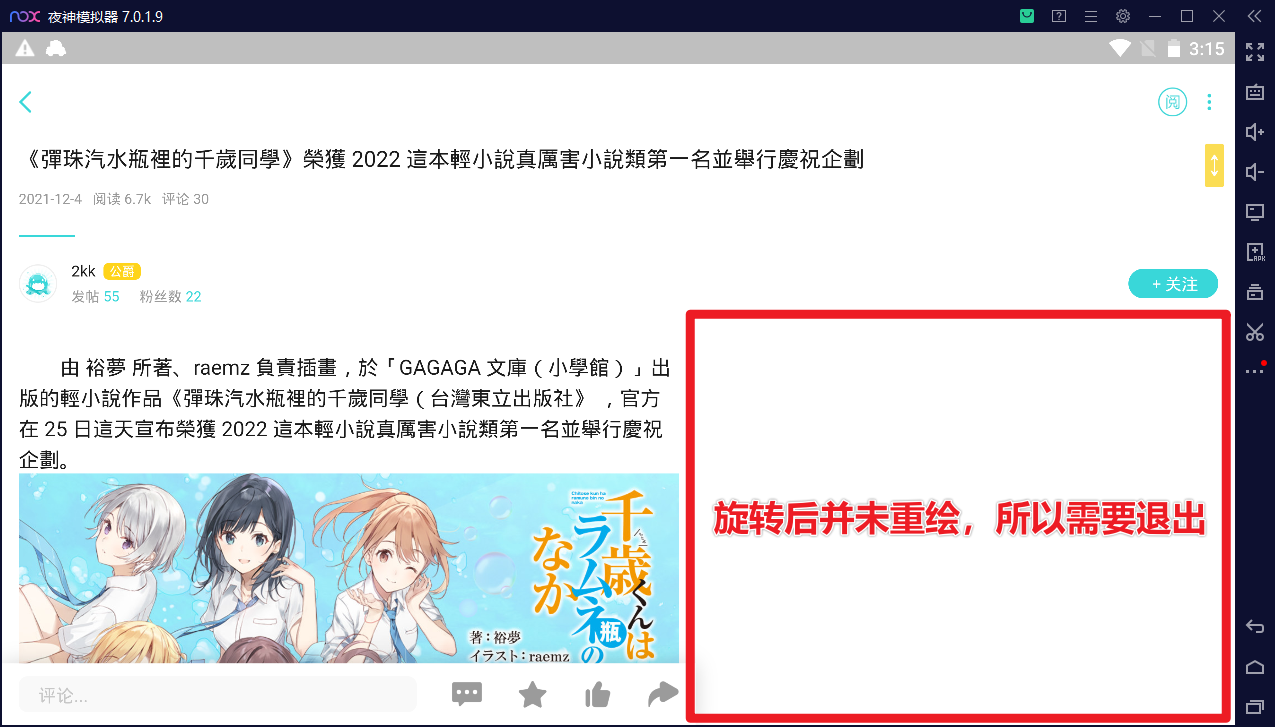 nox 夜神模拟器 7.0.1.9
3:15
阅
《彈珠汽水瓶裡的千歲同學》榮獲 2022 這本輕小說真厉害小說類第一名並舉行慶祝企劃
2021-12-4 阅读 6.7k 评论 30
2kk 公爵
发帖 55 粉丝数 22
+ 关注
由 裕夢 所著、raemz 負責插畫，於「GAGAGA 文庫（小學館）」出
版的輕小說作品《彈珠汽水瓶裡的千歲同學（台灣東立出版社》 ，官方
在 25 日這天宣布榮獲 2022 這本輕小說真厉害小說類第一名並舉行慶祝
企劃。
千歳くんは
ラムネ瓶の
なか
著：裕夢
イラスト：raemz
旋转后并未重绘，所以需要退出
评论...
APK